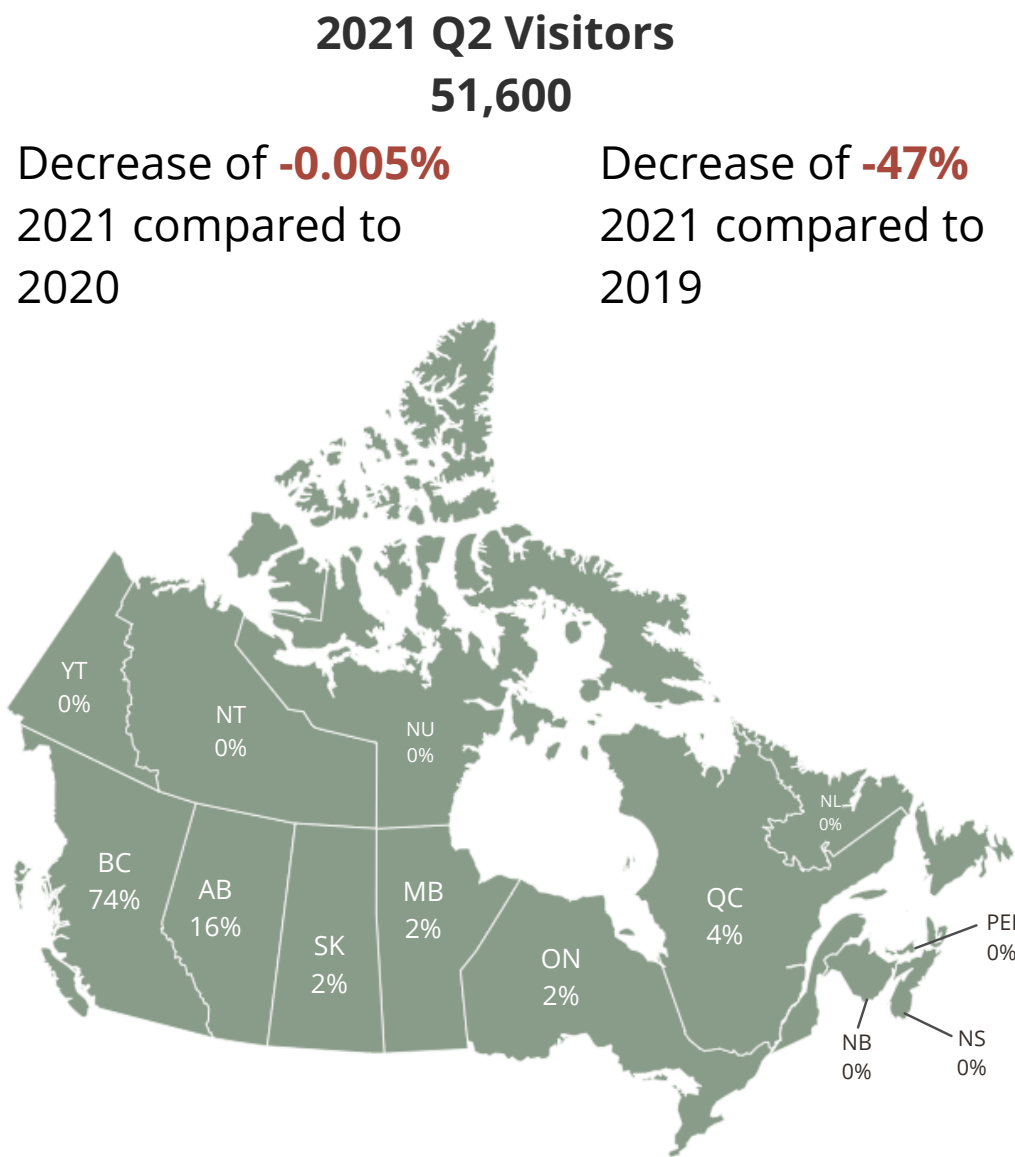 2021 Q2 Visitors
51,600
Decrease of -0.005%
2021 compared to
2020
Decrease of -47%
2021 compared to
2019
YT
0%
NT
0%
NU
0%
NL
0%
BC
74%
AB
16%
SK
2%
MB
2%
ON
2%
QC
4%
PEI
0%
NB
0%
NS
0%